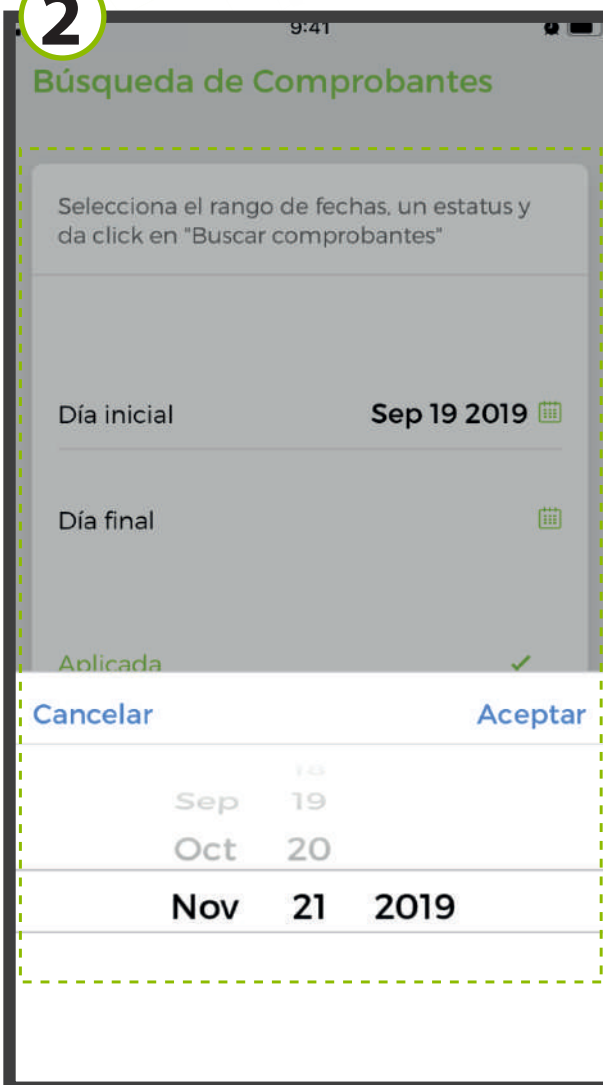 2
9:41
Búsqueda de Comprobantes
Selecciona el rango de fechas, un estatus y
da click en "Buscar comprobantes"
Día inicial Sep 19 2019
Día final
Aplicada
Cancelar Aceptar
18
Sep 19
Oct 20
Nov 21 2019